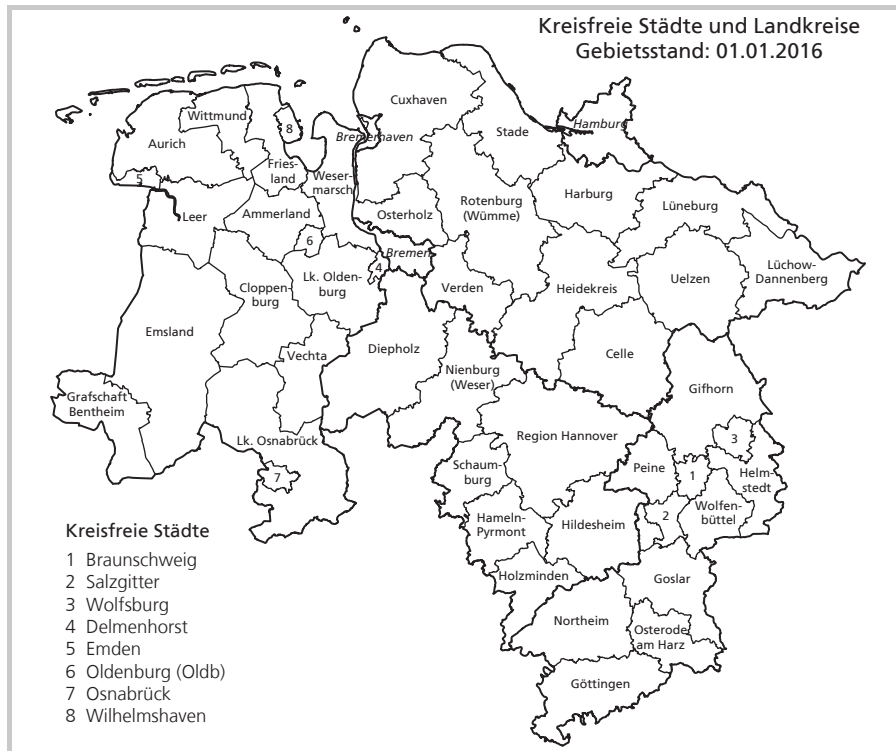 Kreisfreie Städte und Landkreise
Gebietsstand: 01.01.2016
Cuxhaven
Wittmund
8
Stade
Hamburg
Bremerhaven
Aurich
Fries-
land
Weser-
marsch
5
Harburg
Rotenburg
(Wümme)
Lüneburg
Leer
Ammerland
Osterholz
6
Bremen
4
Lüchow-
Dannenberg
Lk. Olden-
burg
Uelzen
Cloppen-
burg
Verden
Heidekreis
Emsland
Vechta
Diepholz
Celle
Nienburg
(Weser)
Gifhorn
Grafschaft
Bentheim
Lk. Osnabrück
Region Hannover
3
7
Schaum-
burg
Peine
1
Helm-
stedt
Wolfen-
büttel
2
Hameln-
Pyrmont
Hildesheim
Holzminden
Goslar
Northeim
Osterode
am Harz
Göttingen
Kreisfreie Städte
1 Braunschweig
2 Salzgitter
3 Wolfsburg
4 Delmenhorst
5 Emden
6 Oldenburg (Oldb)
7 Osnabrück
8 Wilhelmshaven